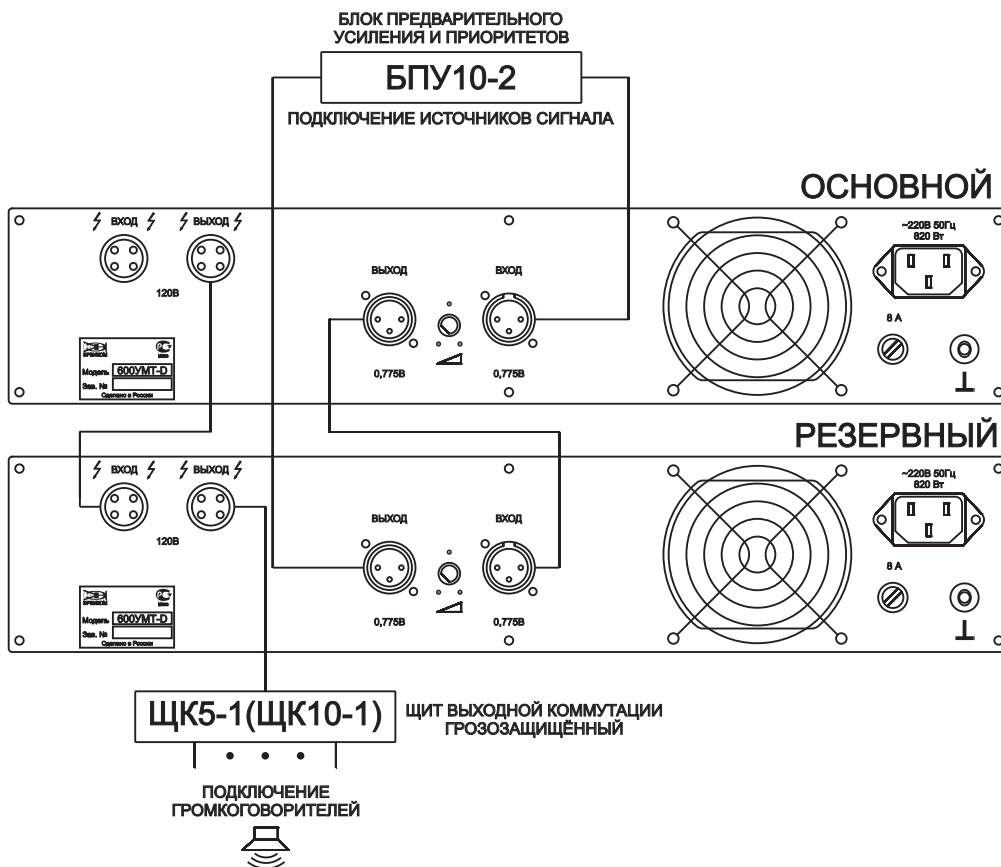 БЛОК ПРЕДВАРИТЕЛЬНОГО
УСИЛЕНИЯ И ПРИОРИТЕТОВ
БПУ10-2
ПОДКЛЮЧЕНИЕ ИСТОЧНИКОВ СИГНАЛА
ОСНОВНОЙ
ВХОД
ВЫХОД
120В
ВЫХОД
ВХОД
0,775В
0,775В
~220В 50Гц
820 Вт
8 А
Модель 600УМТ-D
Зав. №
Сделано в России
РЕЗЕРВНЫЙ
ВХОД
ВЫХОД
120В
ВЫХОД
ВХОД
0,775В
0,775В
~220В 50Гц
820 Вт
8 А
Модель 600УМТ-D
Зав. №
Сделано в России
ЩК5-1(ЩК10-1)
ЩИТ ВЫХОДНОЙ КОММУТАЦИИ
ГРОЗОЗАЩИЩЁННЫЙ
ПОДКЛЮЧЕНИЕ
ГРОМКОГОВОРИТЕЛЕЙ